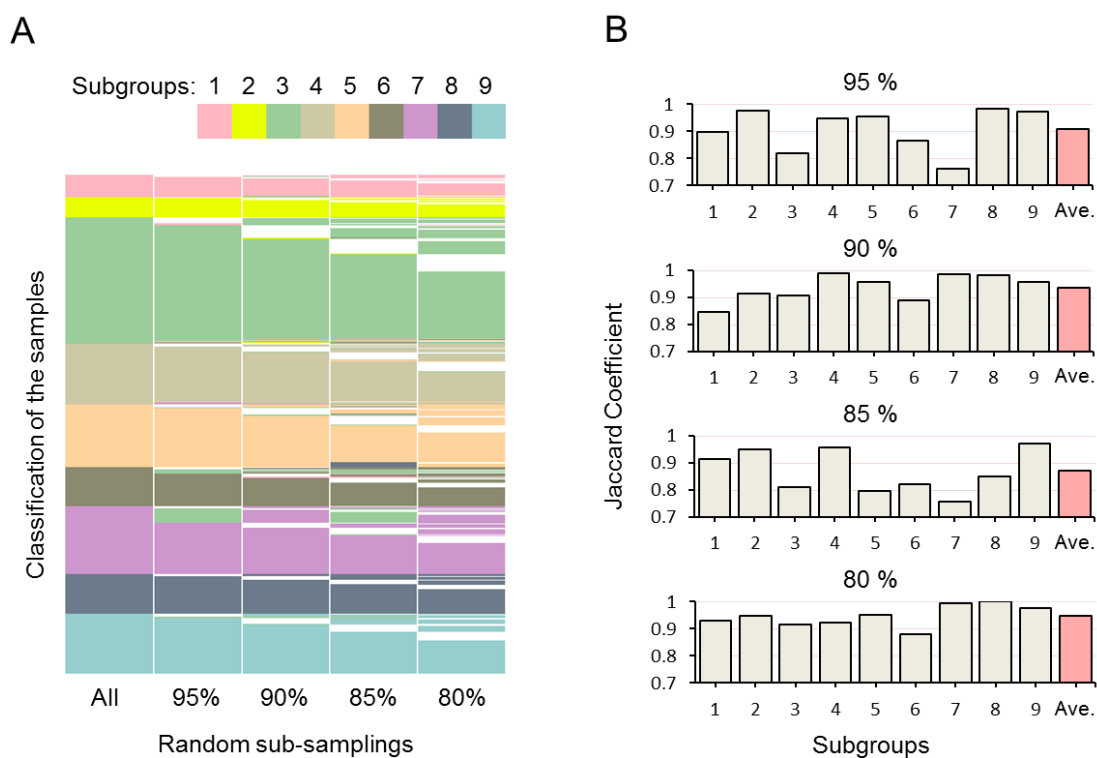 A
Subgroups: 1 2 3 4 5 6 7 8 9
Classification of the samples
All 95% 90% 85% 80%
Random sub-samplings
B
Jaccard Coefficient
95 %
1
0.9
0.8
0.7
1 2 3 4 5 6 7 8 9 Ave.
90 %
1
0.9
0.8
0.7
1 2 3 4 5 6 7 8 9 Ave.
85 %
1
0.9
0.8
0.7
1 2 3 4 5 6 7 8 9 Ave.
80 %
1
0.9
0.8
0.7
1 2 3 4 5 6 7 8 9 Ave.
Subgroups